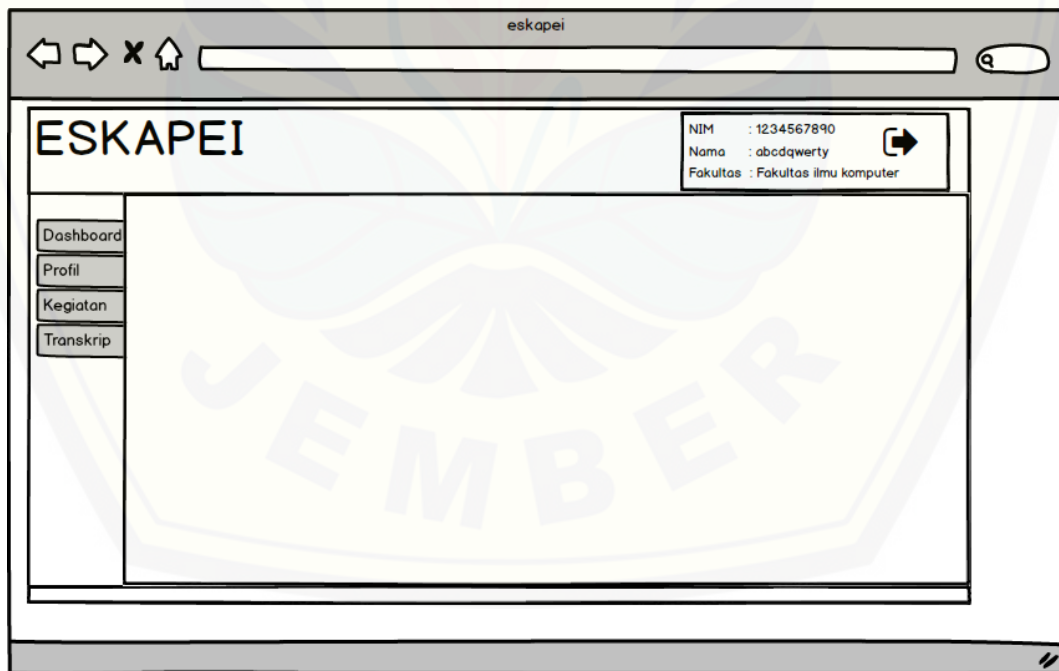 eskapei
ESKAPEI
NIM : 1234567890
Nama : abcdqwerty
Fakultas : Fakultas ilmu komputer
Dashboard
Profil
Kegiatan
Transkrip
JEMBER